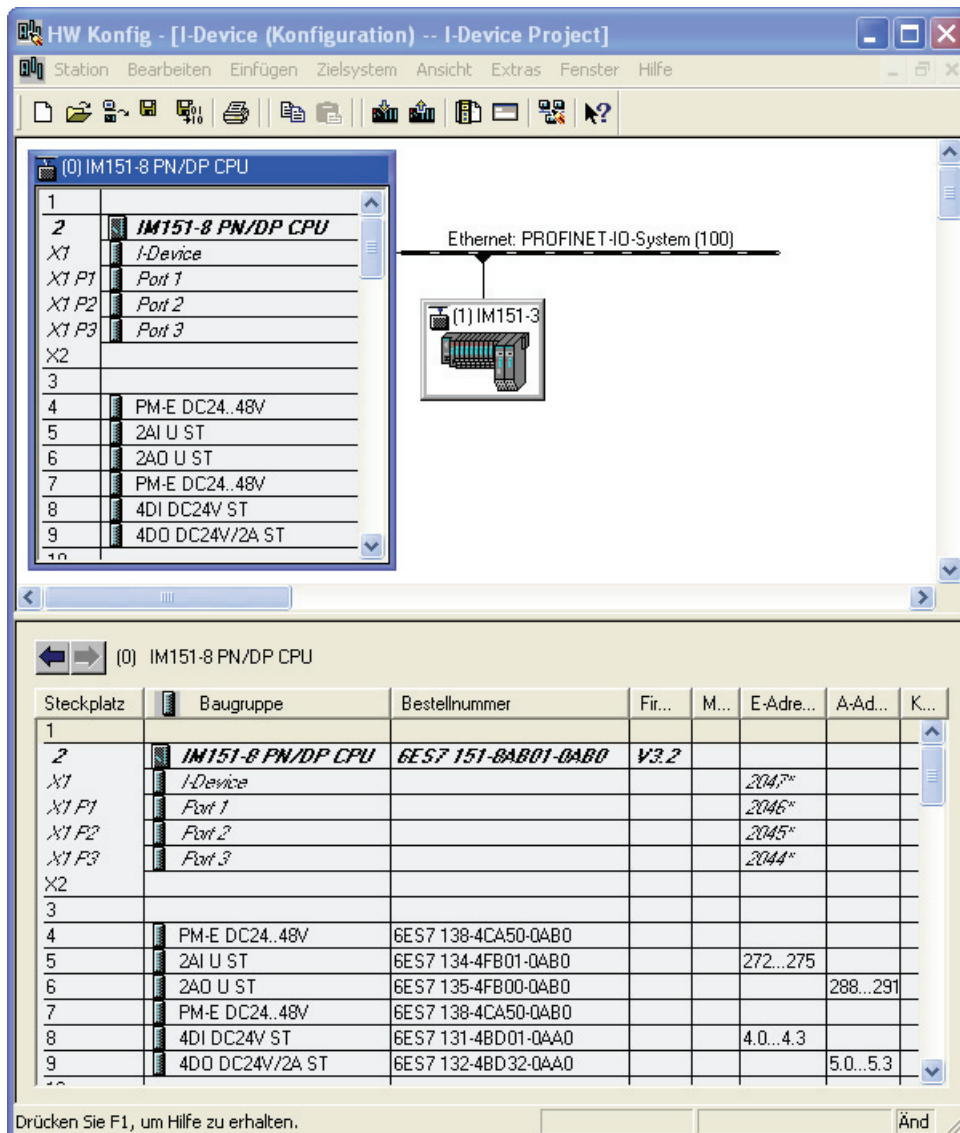 HW Konfig - [I-Device (Konfiguration) -- I-Device Project]
Station Bearbeiten Einfügen Zielsystem Ansicht Extras Fenster Hilfe
(0) IM151-8 PN/DP CPU
1
2 IM151-8 PN/DP CPU
X1 I-Device
X1 P1 Port 1
X1 P2 Port 2
X1 P3 Port 3
X2
3
4 PM-E DC24..48V
5 2AI U ST
6 2AO U ST
7 PM-E DC24..48V
8 4DI DC24V ST
9 4DO DC24V/2A ST
10
Ethernet: PROFINET-IO-System (100)
(1) IM151-3
(0) IM151-8 PN/DP CPU
Steckplatz Baugruppe Bestellnummer Fir... M... E-Adre... A-Ad... K...
1
2 IM151-8 PN/DP CPU 6ES7 151-8AB01-0AB0 V3.2
X1 I-Device 2047*
X1 P1 Port 1 2046*
X1 P2 Port 2 2045*
X1 P3 Port 3 2044*
X2
3
4 PM-E DC24..48V 6ES7 138-4CA50-0AB0
5 2AI U ST 6ES7 134-4FB01-0AB0 272...275
6 2AO U ST 6ES7 135-4FB00-0AB0 288...291
7 PM-E DC24..48V 6ES7 138-4CA50-0AB0
8 4DI DC24V ST 6ES7 131-4BD01-0AA0 4.0...4.3
9 4DO DC24V/2A ST 6ES7 132-4BD32-0AA0 5.0...5.3
Drücken Sie F1, um Hilfe zu erhalten. Änd